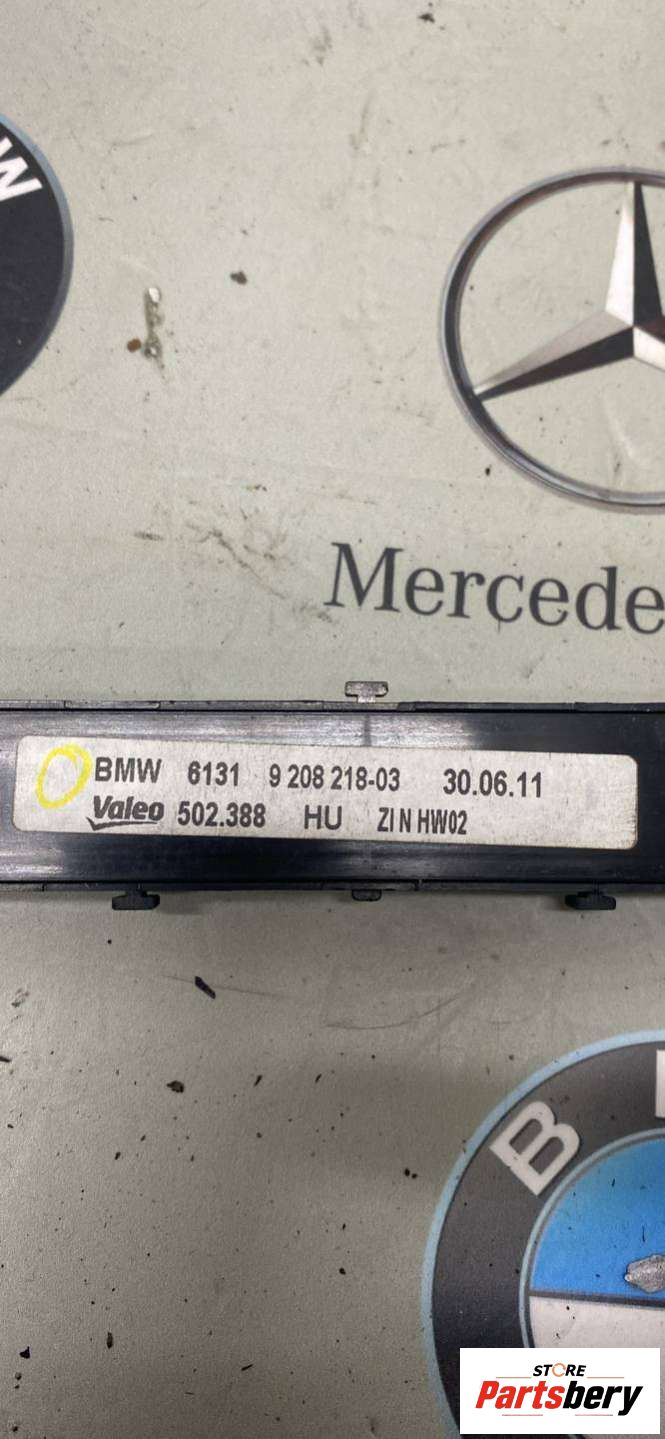 W
Mercede
BMW 6131 9 208 218-03 30.06.11
Valeo 502.388 HU ZI N HW02
B
STORE
Partsbery